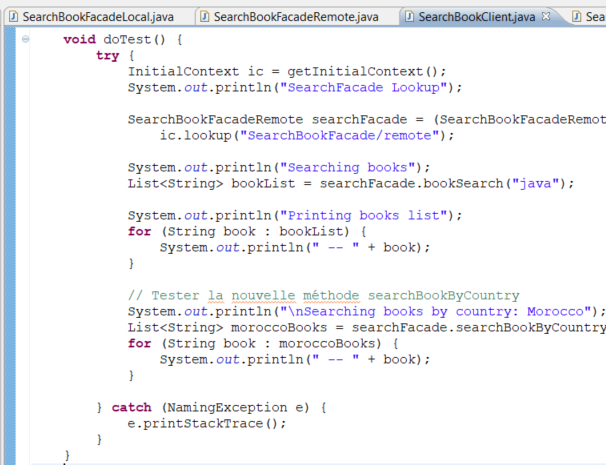 SearchBookFacadeLocal.java SearchBookFacadeRemote.java SearchBookClient.java Sea
void doTest() {
try {
InitialContext ic = getInitialContext();
System.out.println("SearchFacade Lookup");
SearchBookFacadeRemote searchFacade = (SearchBookFacadeRemot
ic.lookup("SearchBookFacade/remote");
System.out.println("Searching books");
List<String> bookList = searchFacade.bookSearch("java");
System.out.println("Printing books list");
for (String book : bookList) {
System.out.println(" -- " + book);
}
// Tester la nouvelle méthode searchBookByCountry
System.out.println("\nSearching books by country: Morocco");
List<String> moroccoBooks = searchFacade.searchBookByCountry
for (String book : moroccoBooks) {
System.out.println(" -- " + book);
}
} catch (NamingException e) {
e.printStackTrace();
}
}